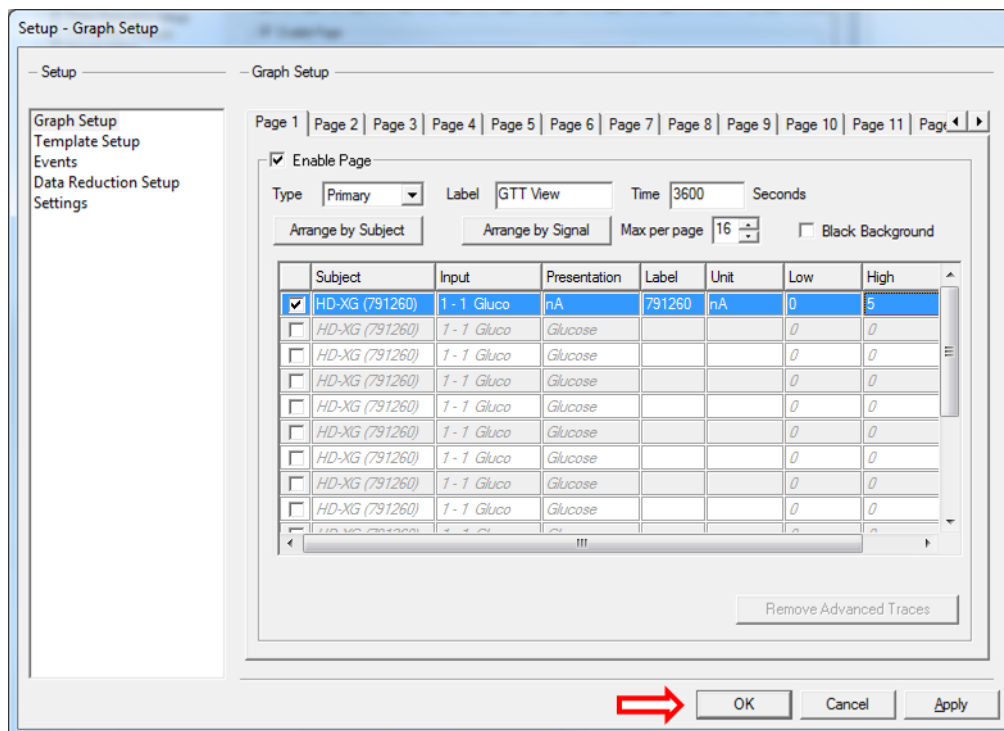 Setup - Graph Setup
Setup
Graph Setup
Graph Setup
Template Setup
Events
Data Reduction Setup
Settings
Page 1 Page 2 Page 3 Page 4 Page 5 Page 6 Page 7 Page 8 Page 9 Page 10 Page 11 Page
Enable Page
Type Primary Label GTT View Time 3600 Seconds
Arrange by Subject Arrange by Signal Max per page 16 Black Background
Subject Input Presentation Label Unit Low High
HD-XG (791260) 1 - 1 Gluco nA 791260 nA 0 5
HD-XG (791260) 1 - 1 Gluco Glucose 0 0
HD-XG (791260) 1 - 1 Gluco Glucose 0 0
HD-XG (791260) 1 - 1 Gluco Glucose 0 0
HD-XG (791260) 1 - 1 Gluco Glucose 0 0
HD-XG (791260) 1 - 1 Gluco Glucose 0 0
HD-XG (791260) 1 - 1 Gluco Glucose 0 0
HD-XG (791260) 1 - 1 Gluco Glucose 0 0
HD-XG (791260) 1 - 1 Gluco Glucose 0 0
Remove Advanced Traces
OK Cancel Apply